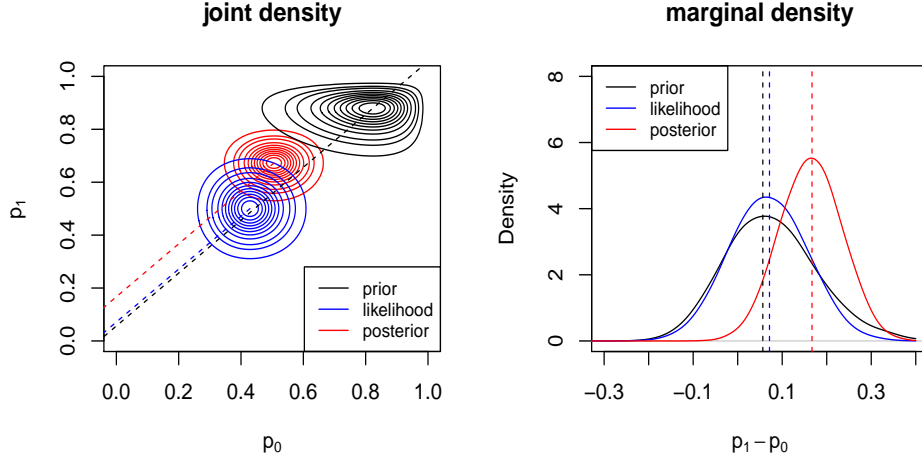 joint density
1.0
0.8
0.6
0.4
0.2
0.0
p1
prior
likelihood
posterior
0.0 0.2 0.4 0.6 0.8 1.0
p0
marginal density
8
6
4
2
0
Density
prior
likelihood
posterior
−0.3 −0.1 0.1 0.3
p1 − p0